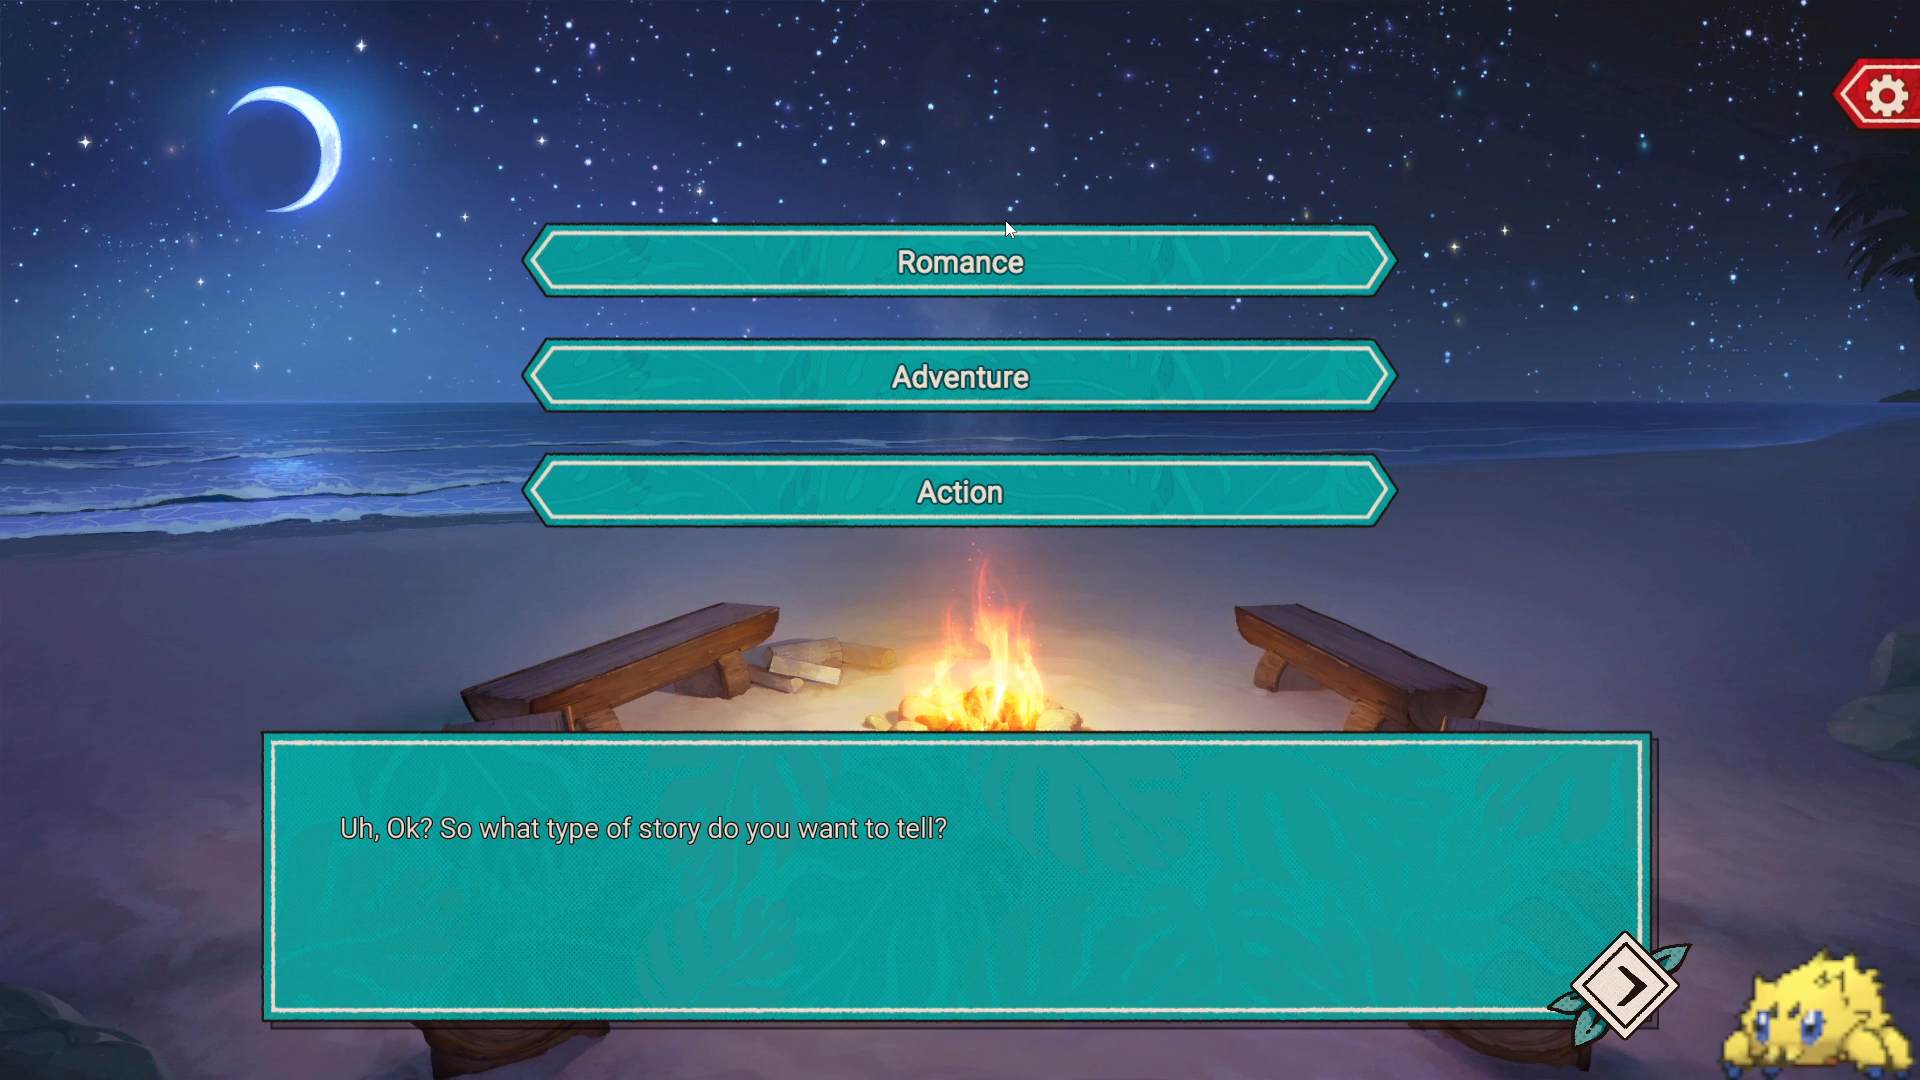 Romance
Adventure
Action
Uh, Ok? So what type of story do you want to tell?